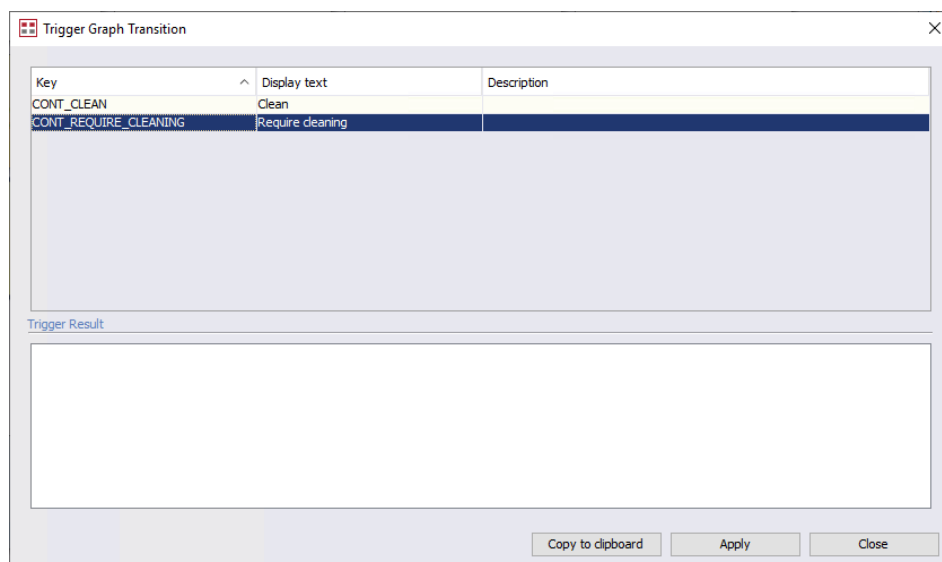 Trigger Graph Transition
Key Display text Description
CONT_CLEAN Clean
CONT_REQUIRE_CLEANING Require cleaning
Trigger Result
Copy to clipboard Apply Close